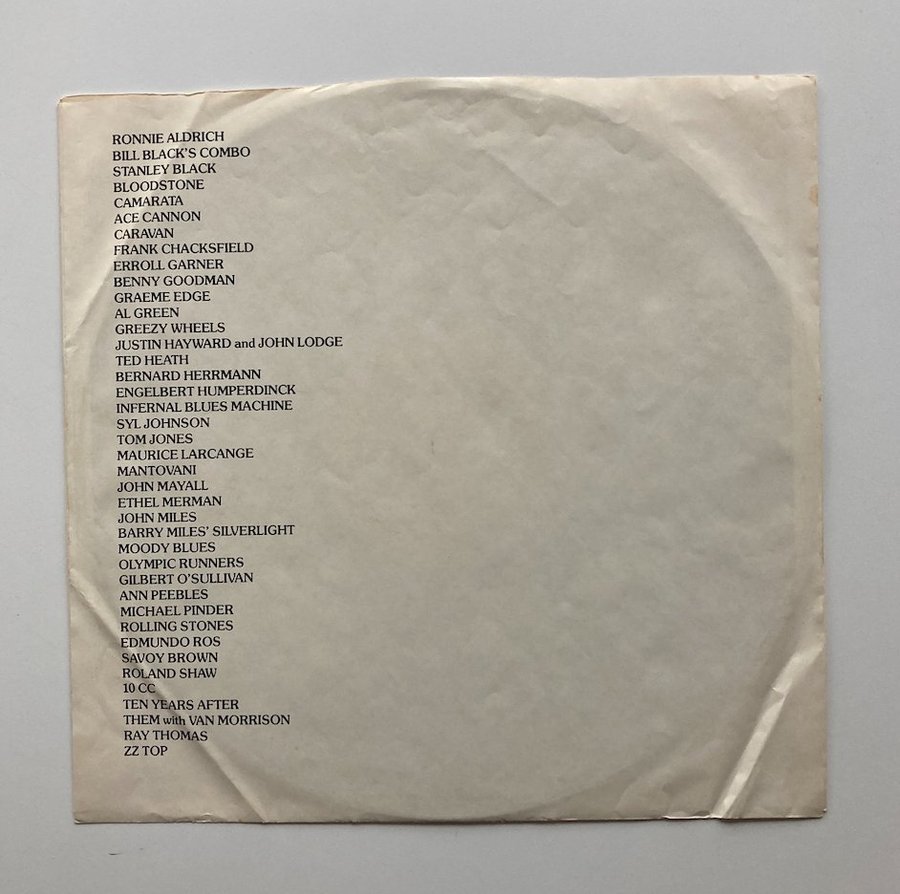 RONNIE ALDRICH
BILL BLACK'S COMBO
STANLEY BLACK
BLOODSTONE
CAMARATA
ACE CANNON
CARAVAN
FRANK CHACKSFIELD
ERROLL GARNER
BENNY GOODMAN
GRAEME EDGE
AL GREEN
GREEZY WHEELS
JUSTIN HAYWARD and JOHN LODGE
TED HEATH
BERNARD HERRMANN
ENGELBERT HUMPERDINCK
INFERNAL BLUES MACHINE
SYL JOHNSON
TOM JONES
MAURICE LARCANGE
MANTOVANI
JOHN MAYALL
ETHEL MERMAN
JOHN MILES
BARRY MILES' SILVERLIGHT
MOODY BLUES
OLYMPIC RUNNERS
GILBERT O'SULLIVAN
ANN PEEBLES
MICHAEL PINDER
ROLLING STONES
EDMUNDO ROS
SAVOY BROWN
ROLAND SHAW
10 CC
TEN YEARS AFTER
THEM with VAN MORRISON
RAY THOMAS
ZZ TOP